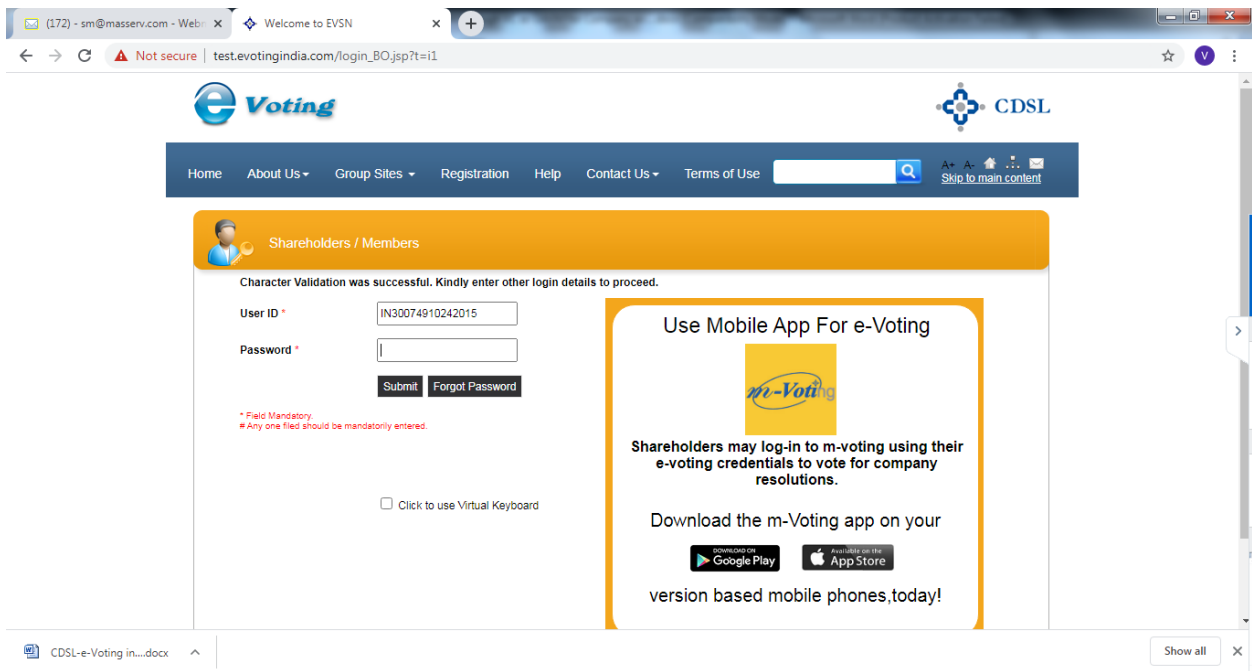 (172) - sm@masserv.com - Webm
Welcome to EVSN
Not secure | test.evotingindia.com/login_BO.jsp?t=i1
V
e Voting
CDSL
Home About Us Group Sites Registration Help Contact Us Terms of Use
A+ A-
Skip to main content
Shareholders / Members
Character Validation was successful. Kindly enter other login details to proceed.
User ID * IN30074910242015
Password *
Submit Forgot Password
* Field Mandatory.
# Any one filed should be mandatorily entered.
Click to use Virtual Keyboard
Use Mobile App For e-Voting
m-Voting
Shareholders may log-in to m-voting using their
e-voting credentials to vote for company
resolutions.
Download the m-Voting app on your
DOWNLOAD ON
Google Play
Available on the
App Store
version based mobile phones,today!
CDSL-e-Voting in....docx
Show all